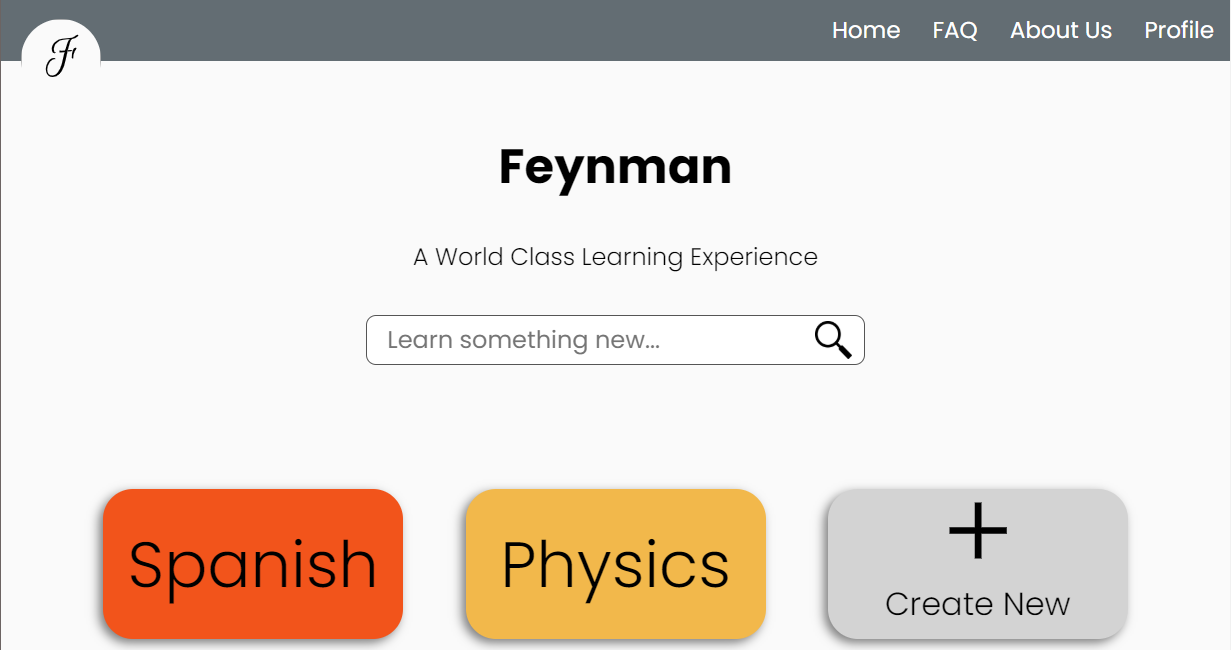 F
Home FAQ About Us Profile
Feynman
A World Class Learning Experience
Learn something new...
Spanish
Physics
Create New